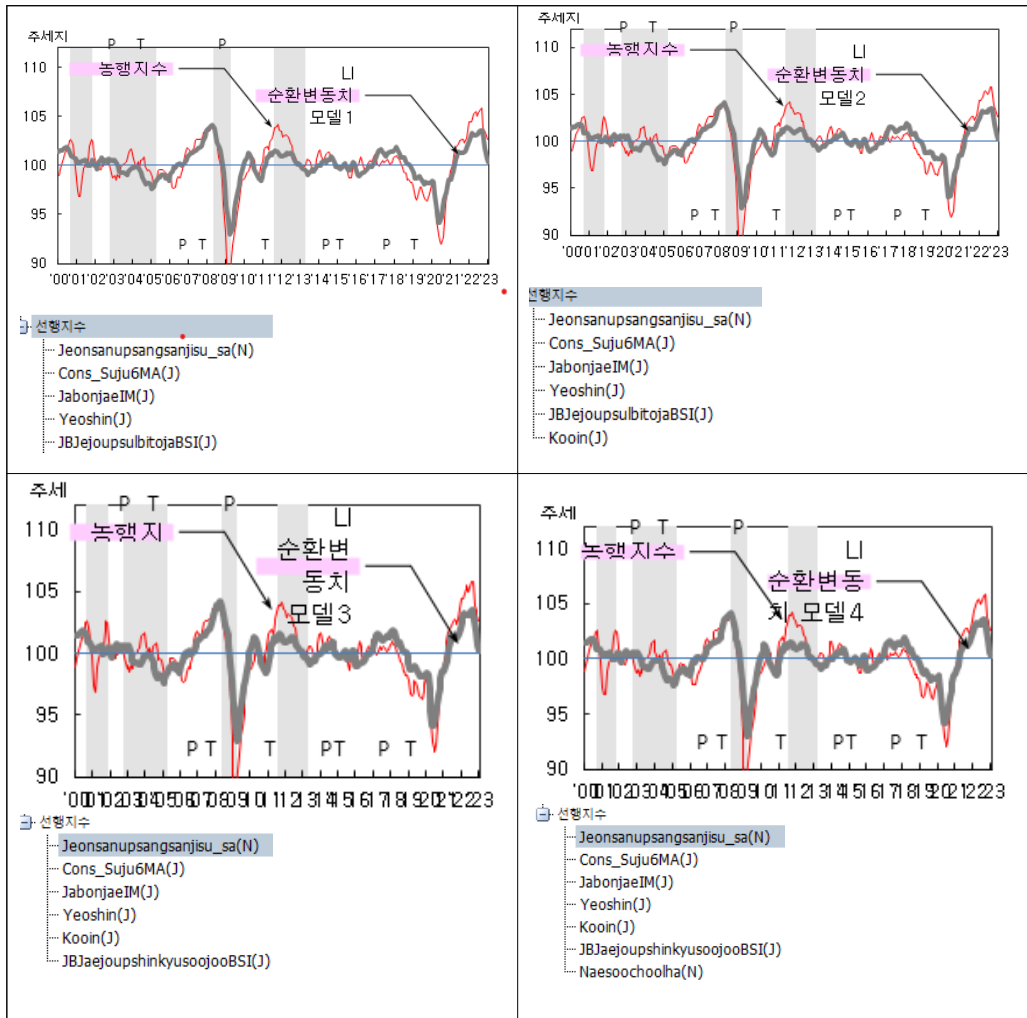 주세지
P T P
110
농행지수
LI
순환변동치
모델1
105
100
95
P T T P T P T
90
'00'01'02'03'04'05'06'07'08'09'10'11'12'13'14'15'16'17'18'19'20'21'22'23
선행지수
Jeonsanupsangsanjisu_sa(N)
Cons_Suju6MA(J)
JabonjaeIM(J)
Yeoshin(J)
JBJejoupsulbitojaBSI(J)
주세지
P T P
110
농행지수
LI
순환변동치
모델2
105
100
95
P T T P T P T
90
'00'01'02'03'04'05'06'07'08'09'10'11'12'13'14'15'16'17'18'19'20'21'22'23
선행지수
Jeonsanupsangsanjisu_sa(N)
Cons_Suju6MA(J)
JabonjaeIM(J)
Yeoshin(J)
JBJejoupsulbitojaBSI(J)
Kooin(J)
주세
P T P
110
농행지
LI
순환변
동치
모델3
105
100
95
P T T P T P T
90
선행지수
Jeonsanupsangsanjisu_sa(N)
Cons_Suju6MA(J)
JabonjaeIM(J)
Yeoshin(J)
Kooin(J)
JBJaejoupshinkyusoojooBSI(J)
주세
P T P
110
농행지수
LI
순환변동
치 모델4
105
100
95
P T T P T P T
90
선행지수
Jeonsanupsangsanjisu_sa(N)
Cons_Suju6MA(J)
JabonjaeIM(J)
Yeoshin(J)
Kooin(J)
JBJaejoupshinkyusoojooBSI(J)
Naesoochoolha(N)